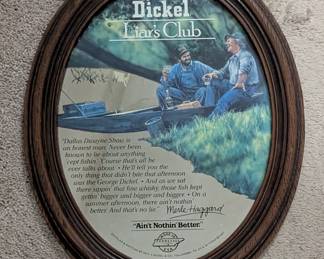 Dickel
Liar's Club
"Dallas Dwayne Shaw is
an honest man. Never been
known to lie about anything
'cept fishin'. 'Course that's all he
ever talks about. • He'll tell you the
only thing that didn't bite that afternoon
was the George Dickel. • And as we sat
there sippin' that fine whisky, those fish kept
gettin' bigger and bigger and bigger. • On a
summer afternoon, there ain't nothin'
better. And that's no lie."
Merle Haggard
"Ain't Nothin' Better."
TENNESSEE